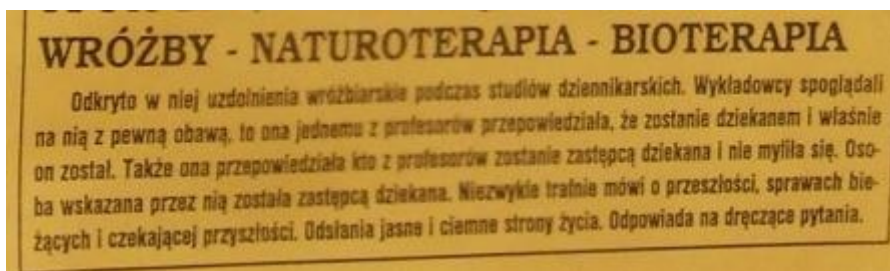 WRÓŻBY - NATUROTERAPIA - BIOTERAPIA
Odkryto w niej uzdolnienia wróżbiarskie podczas studiów dziennikarskich. Wykładowcy spoglądali
na nią z pewną obawą, to ona jednemu z profesorów przepowiedziała, że zostanie dziekanem i właśnie
on został. Także ona przepowiedziała kto z profesorów zostanie zastępcą dziekana i nie myliła się. Oso-
ba wskazana przez nią została zastępcą dziekana. Niezwykle trafnie mówi o przeszłości, sprawach bie-
żących i czekającej przyszłości. Odsłania jasne i ciemne strony życia. Odpowiada na dręczące pytania.